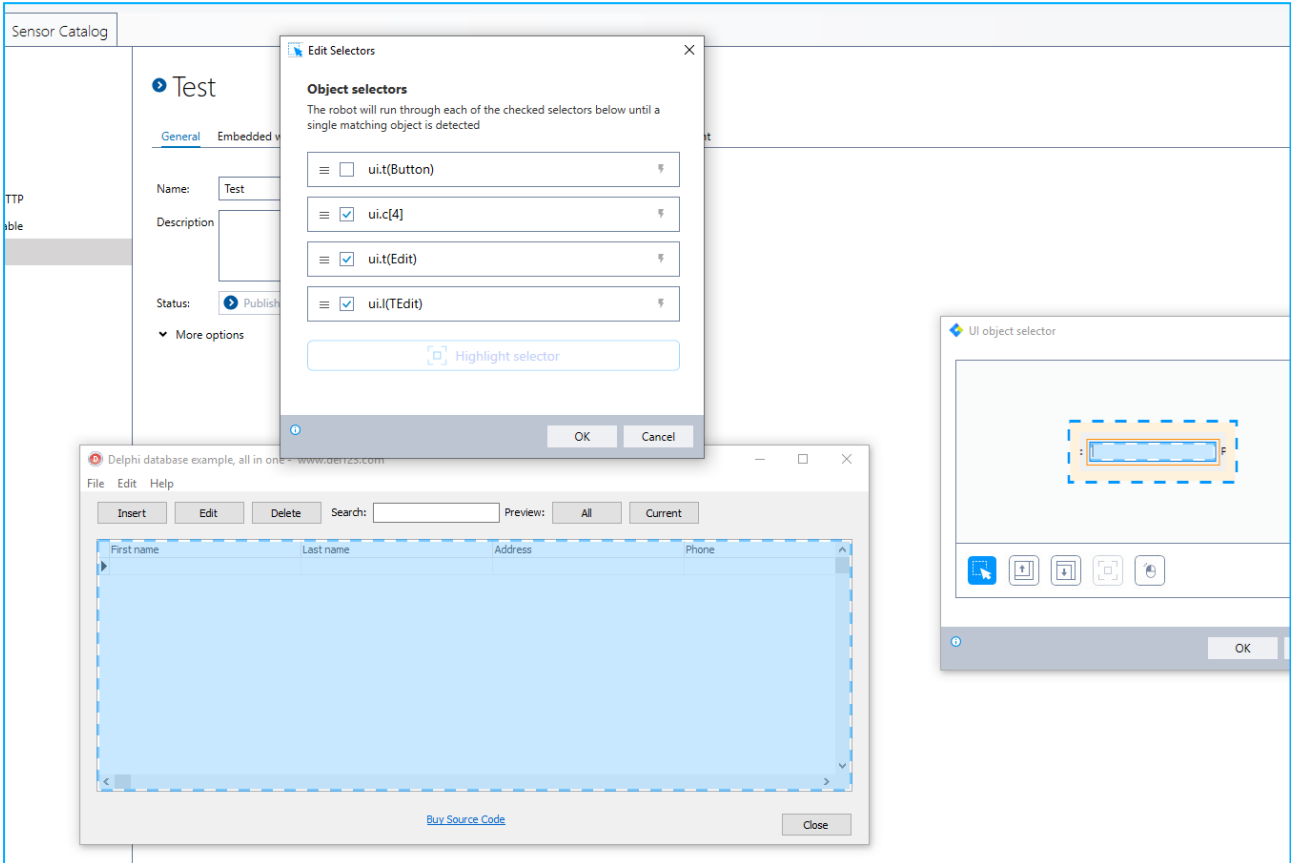 Sensor Catalog
TTP
able
Test
General
Embedded w
nt
Name:
Test
Description
Status:
Publish
More options
Edit Selectors
Object selectors
The robot will run through each of the checked selectors below until a
single matching object is detected
ui.t(Button)
ui.c[4]
ui.t(Edit)
ui.l(TEdit)
Highlight selector
OK
Cancel
UI object selector
:
F
OK
Delphi database example, all in one - www.del123.com
File
Edit
Help
Insert
Edit
Delete
Search:
Preview:
All
Current
First name
Last name
Address
Phone
Buy Source Code
Close